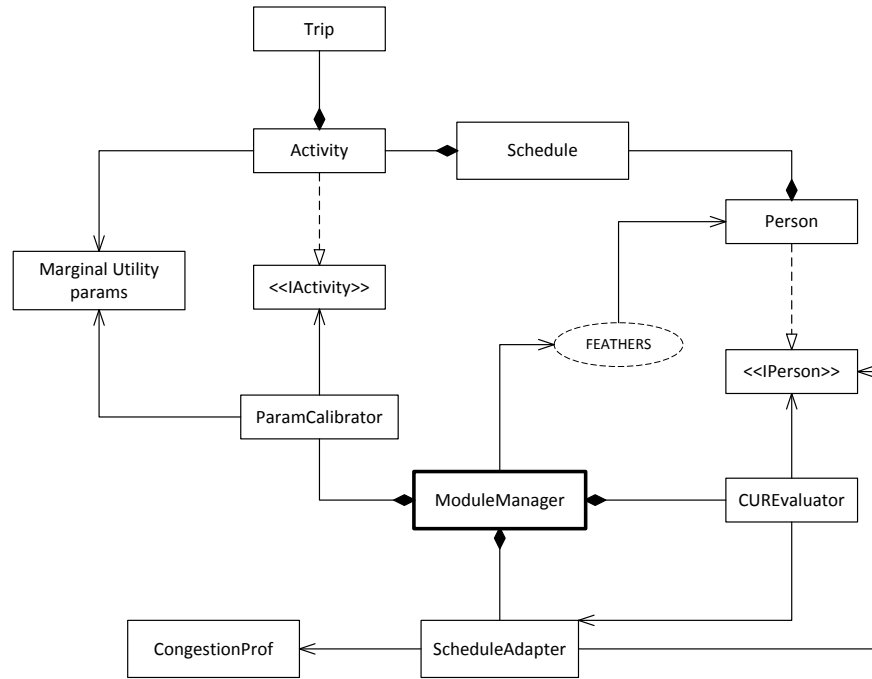 Trip
Activity
Schedule
Person
Marginal Utility
params
<<IActivity>>
FEATHERS
<<IPerson>>
ParamCalibrator
ModuleManager
CUREvaluator
CongestionProf
ScheduleAdapter